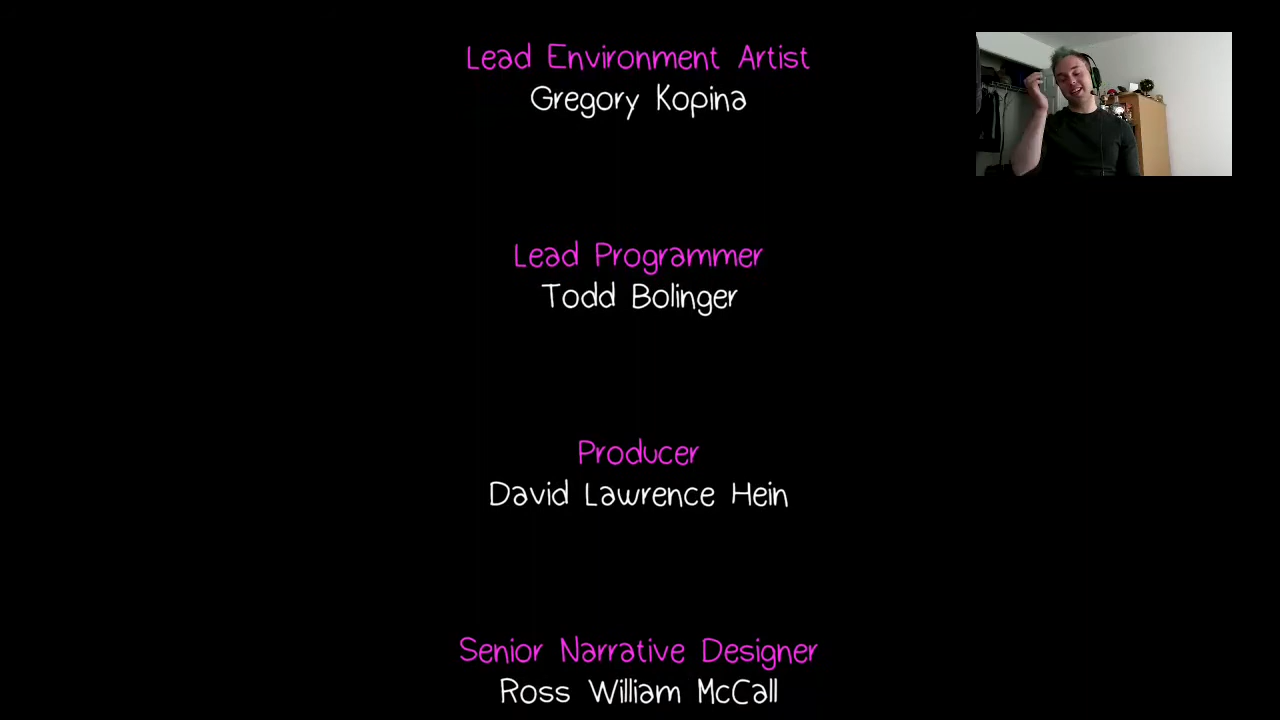 Lead Environment Artist
Gregory Kopina
Lead Programmer
Todd Bolinger
Producer
David Lawrence Hein
Senior Narrative Designer
Ross William McCall